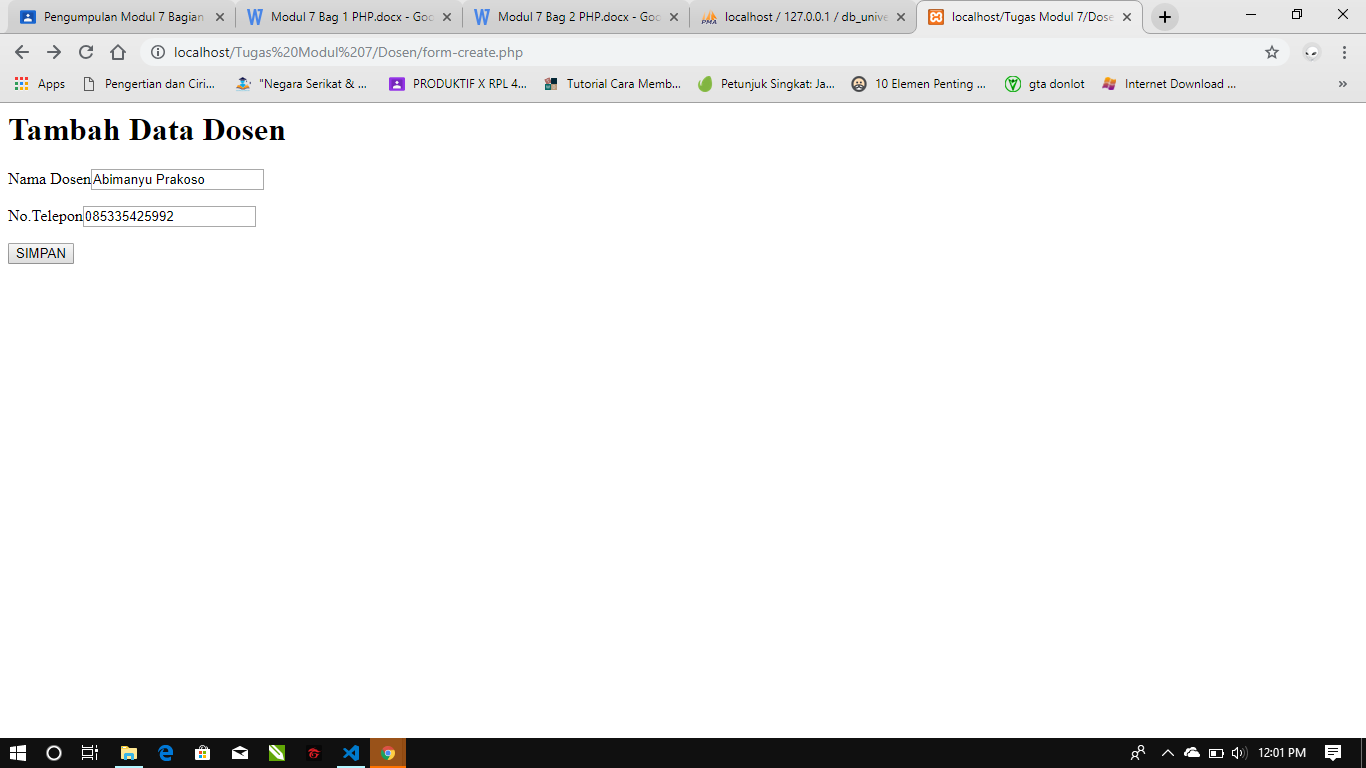 Pengumpulan Modul 7 Bagian
Modul 7 Bag 1 PHP.docx - Goo
Modul 7 Bag 2 PHP.docx - Goo
localhost / 127.0.0.1 / db_unive
localhost/Tugas Modul 7/Dose
localhost/Tugas%20Modul%207/Dosen/form-create.php
Apps
Pengertian dan Ciri...
"Negara Serikat & ...
PRODUKTIF X RPL 4...
Tutorial Cara Memb...
Petunjuk Singkat: Ja...
10 Elemen Penting ...
gta donlot
Internet Download ...
»
Tambah Data Dosen
Nama Dosen Abimanyu Prakoso
No.Telepon 085335425992
SIMPAN
12:01 PM